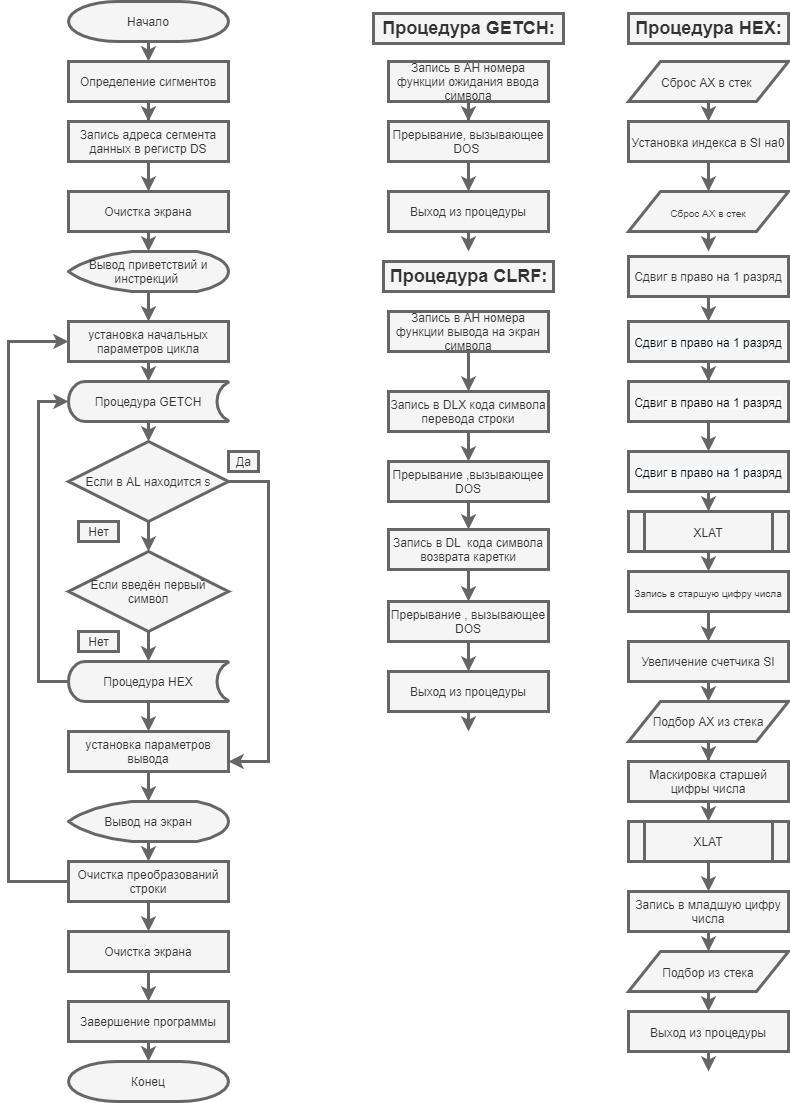 Начало
Определение сигментов
Запись адреса сегмента
данных в регистр DS
Очистка экрана
Вывод приветствий и
инстрекций
установка начальных
параметров цикла
Процедура GETCH
Если в AL находится s
Да
Нет
Если введён первый
символ
Нет
Процедура HEX
установка параметров
вывода
Вывод на экран
Очистка преобразований
строки
Очистка экрана
Завершение программы
Конец
Процедура GETCH:
Запись в AH номера
функции ожидания ввода
символа
Прерывание, вызывающее
DOS
Выход из процедуры
Процедура CLRF:
Запись в AH номера
функции вывода на экран
символа
Запись в DLX кода символа
перевода строки
Прерывание ,вызывающее
DOS
Запись в DL кода символа
возврата каретки
Прерывание , вызывающее
DOS
Выход из процедуры
Процедура HEX:
Сброс AX в стек
Установка индекса в SI на0
Сброс AX в стек
Сдвиг в право на 1 разряд
Сдвиг в право на 1 разряд
Сдвиг в право на 1 разряд
Сдвиг в право на 1 разряд
XLAT
Запись в старшую цифру числа
Увеличение счетчика SI
Подбор AX из стека
Маскировка старшей
цифры числа
XLAT
Запись в младшую цифру
числа
Подбор из стека
Выход из процедуры